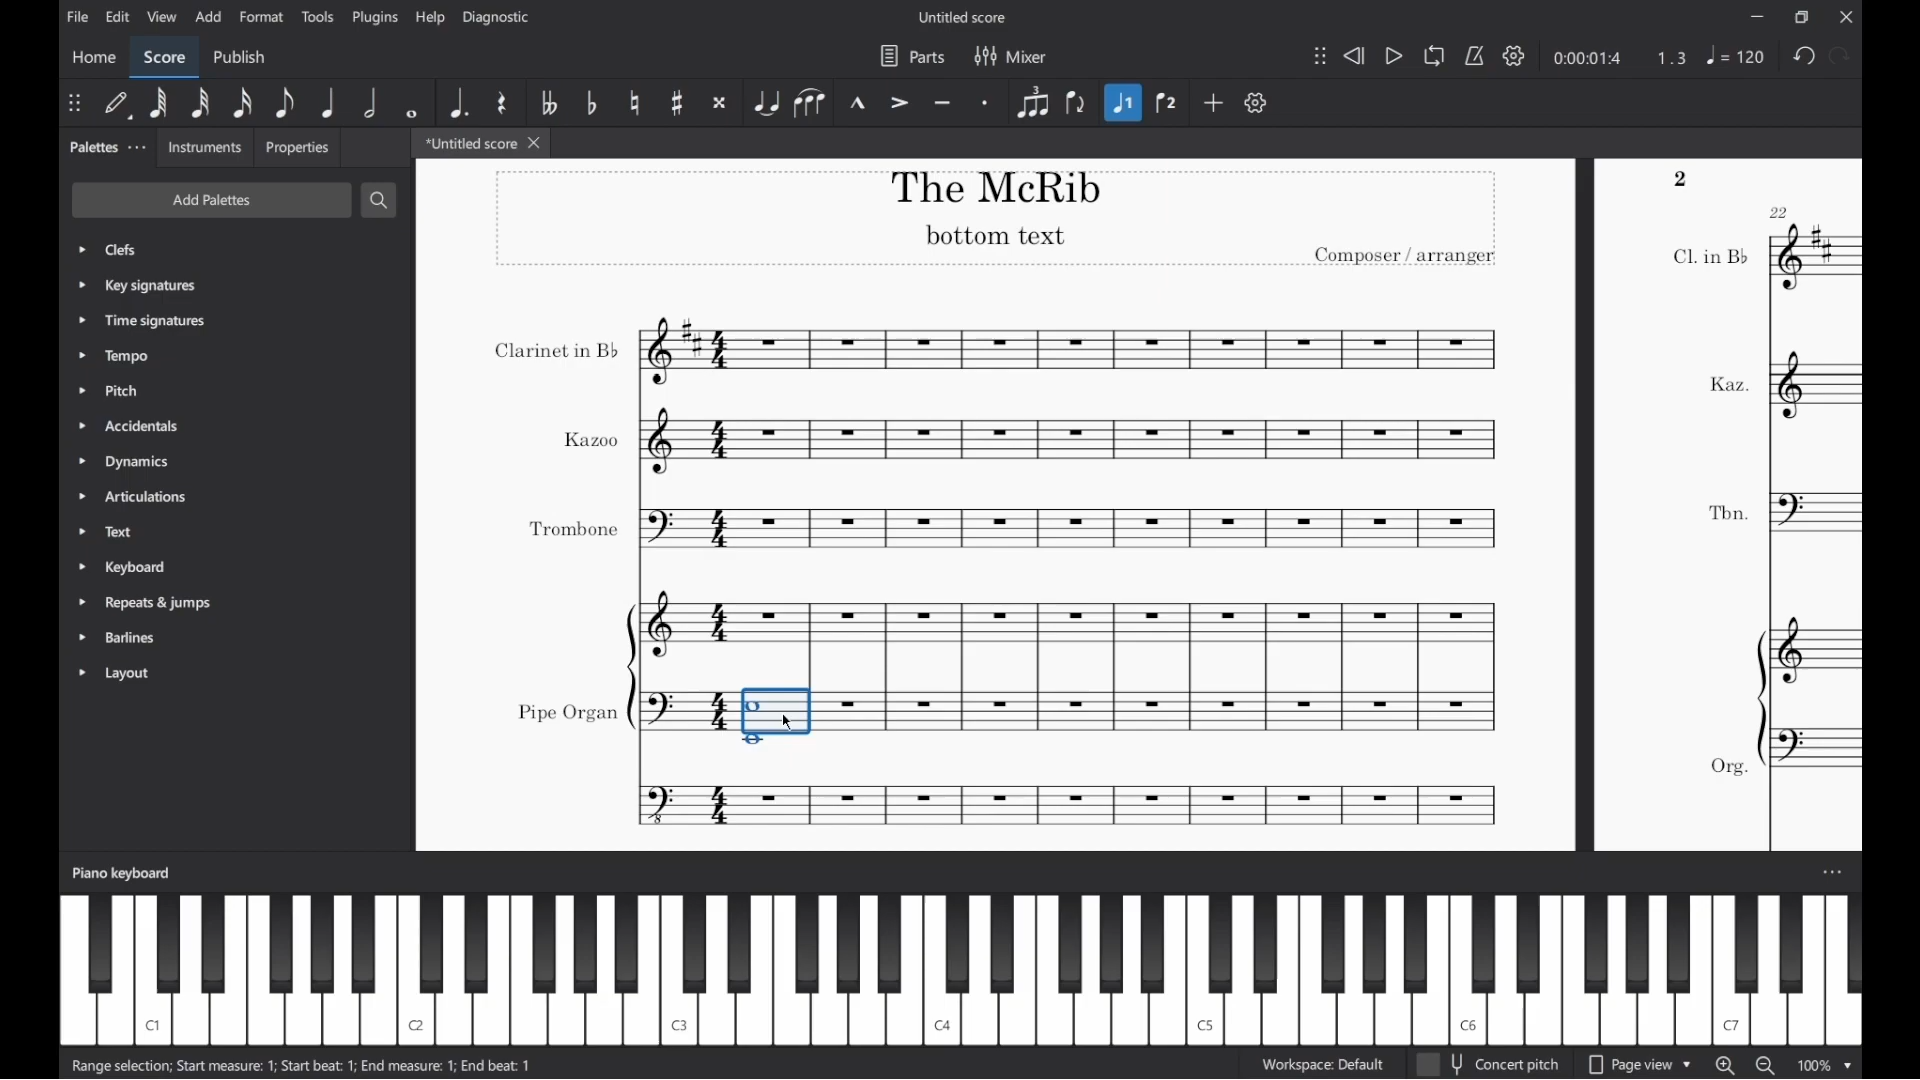 File Edit View Add Format Tools Plugins Help Diagnostic
Untitled score
Home Score Publish
Parts Mixer
0:00:01:4 1 . 3 = 120
3 1 2
Palettes Instruments Properties
*Untitled score
Add Palettes
Clefs
Key signatures
Time signatures
Tempo
Pitch
Accidentals
Dynamics
Articulations
Text
Keyboard
Repeats & jumps
Barlines
Layout
The McRib
bottom text
Composer / arranger
Clarinet in B♭
Kazoo
Trombone
Pipe Organ
2
22
Cl. in B♭
Kaz.
Tbn.
Org.
Piano keyboard
C1 C2 C3 C4 C5 C6 C7
Range selection; Start measure: 1; Start beat: 1; End measure: 1; End beat: 1
Workspace: Default Concert pitch Page view 100%